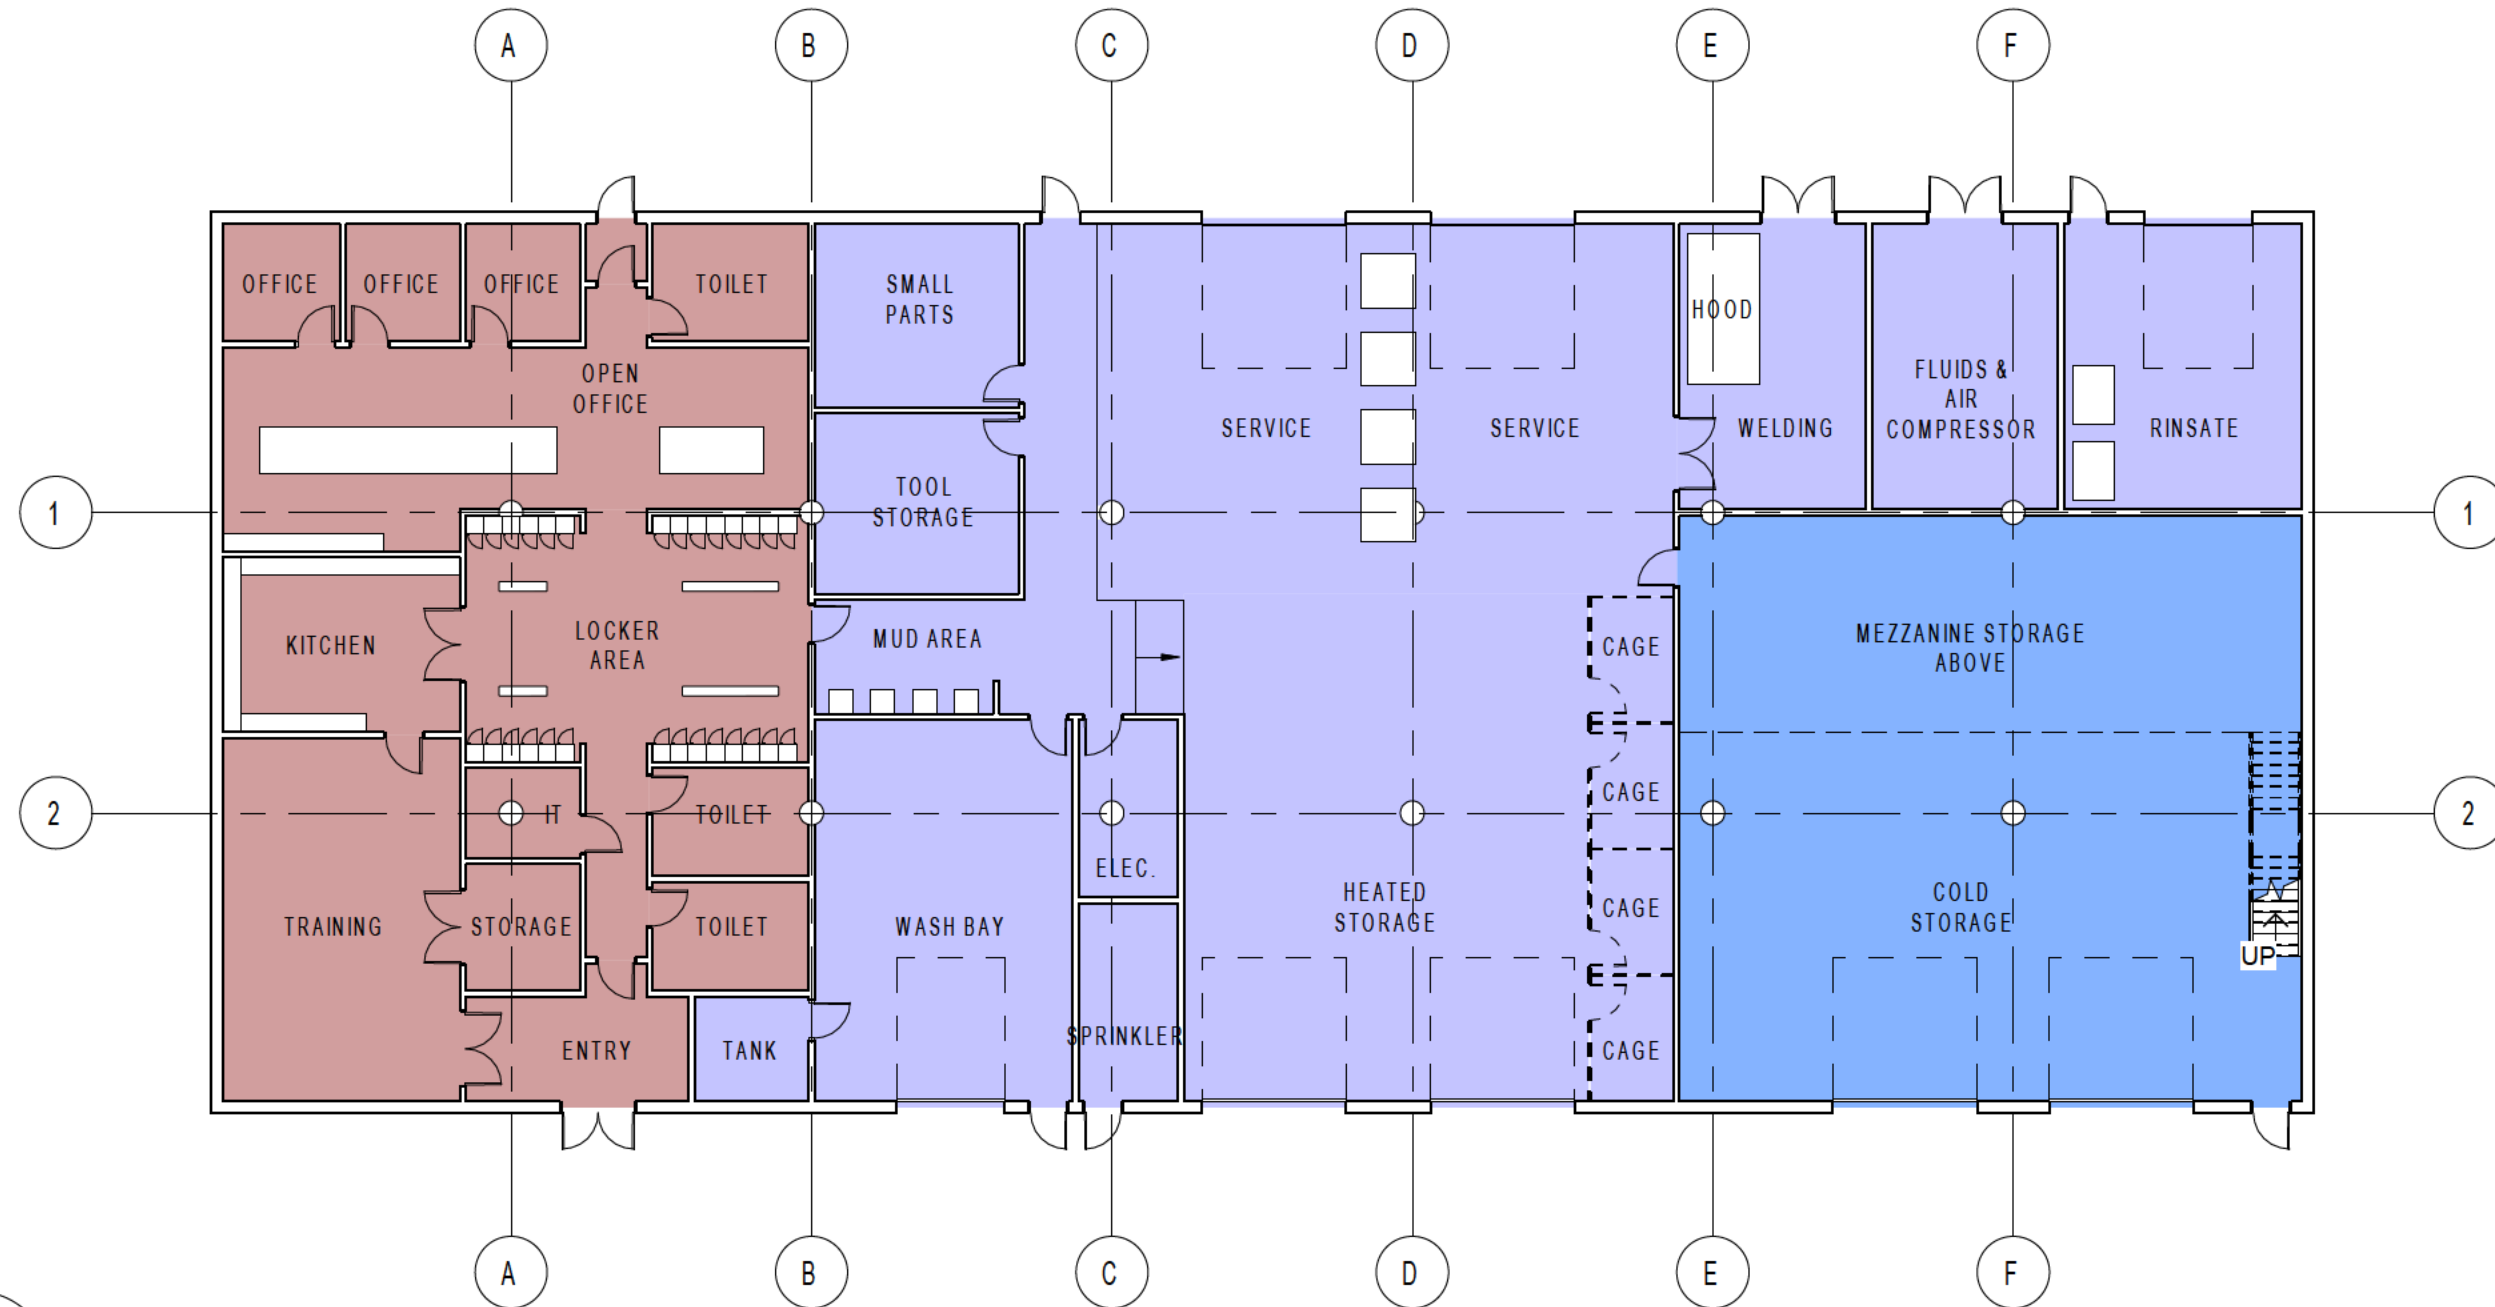 A B C D E F
OFFICE OFFICE OFFICE TOILET
SMALL
PARTS
HOOD
OPEN
OFFICE
FLUIDS &
AIR
COMPRESSOR
SERVICE SERVICE WELDING RINSATE
TOOL
STORAGE
1 1
KITCHEN
LOCKER
AREA
MUD AREA
CAGE
MEZZANINE STORAGE
ABOVE
CAGE
2 IT TOILET 2
ELEC.
HEATED
STORAGE
CAGE
COLD
STORAGE
TRAINING STORAGE TOILET WASH BAY
UP
SPRINKLER
ENTRY TANK CAGE
A B C D E F